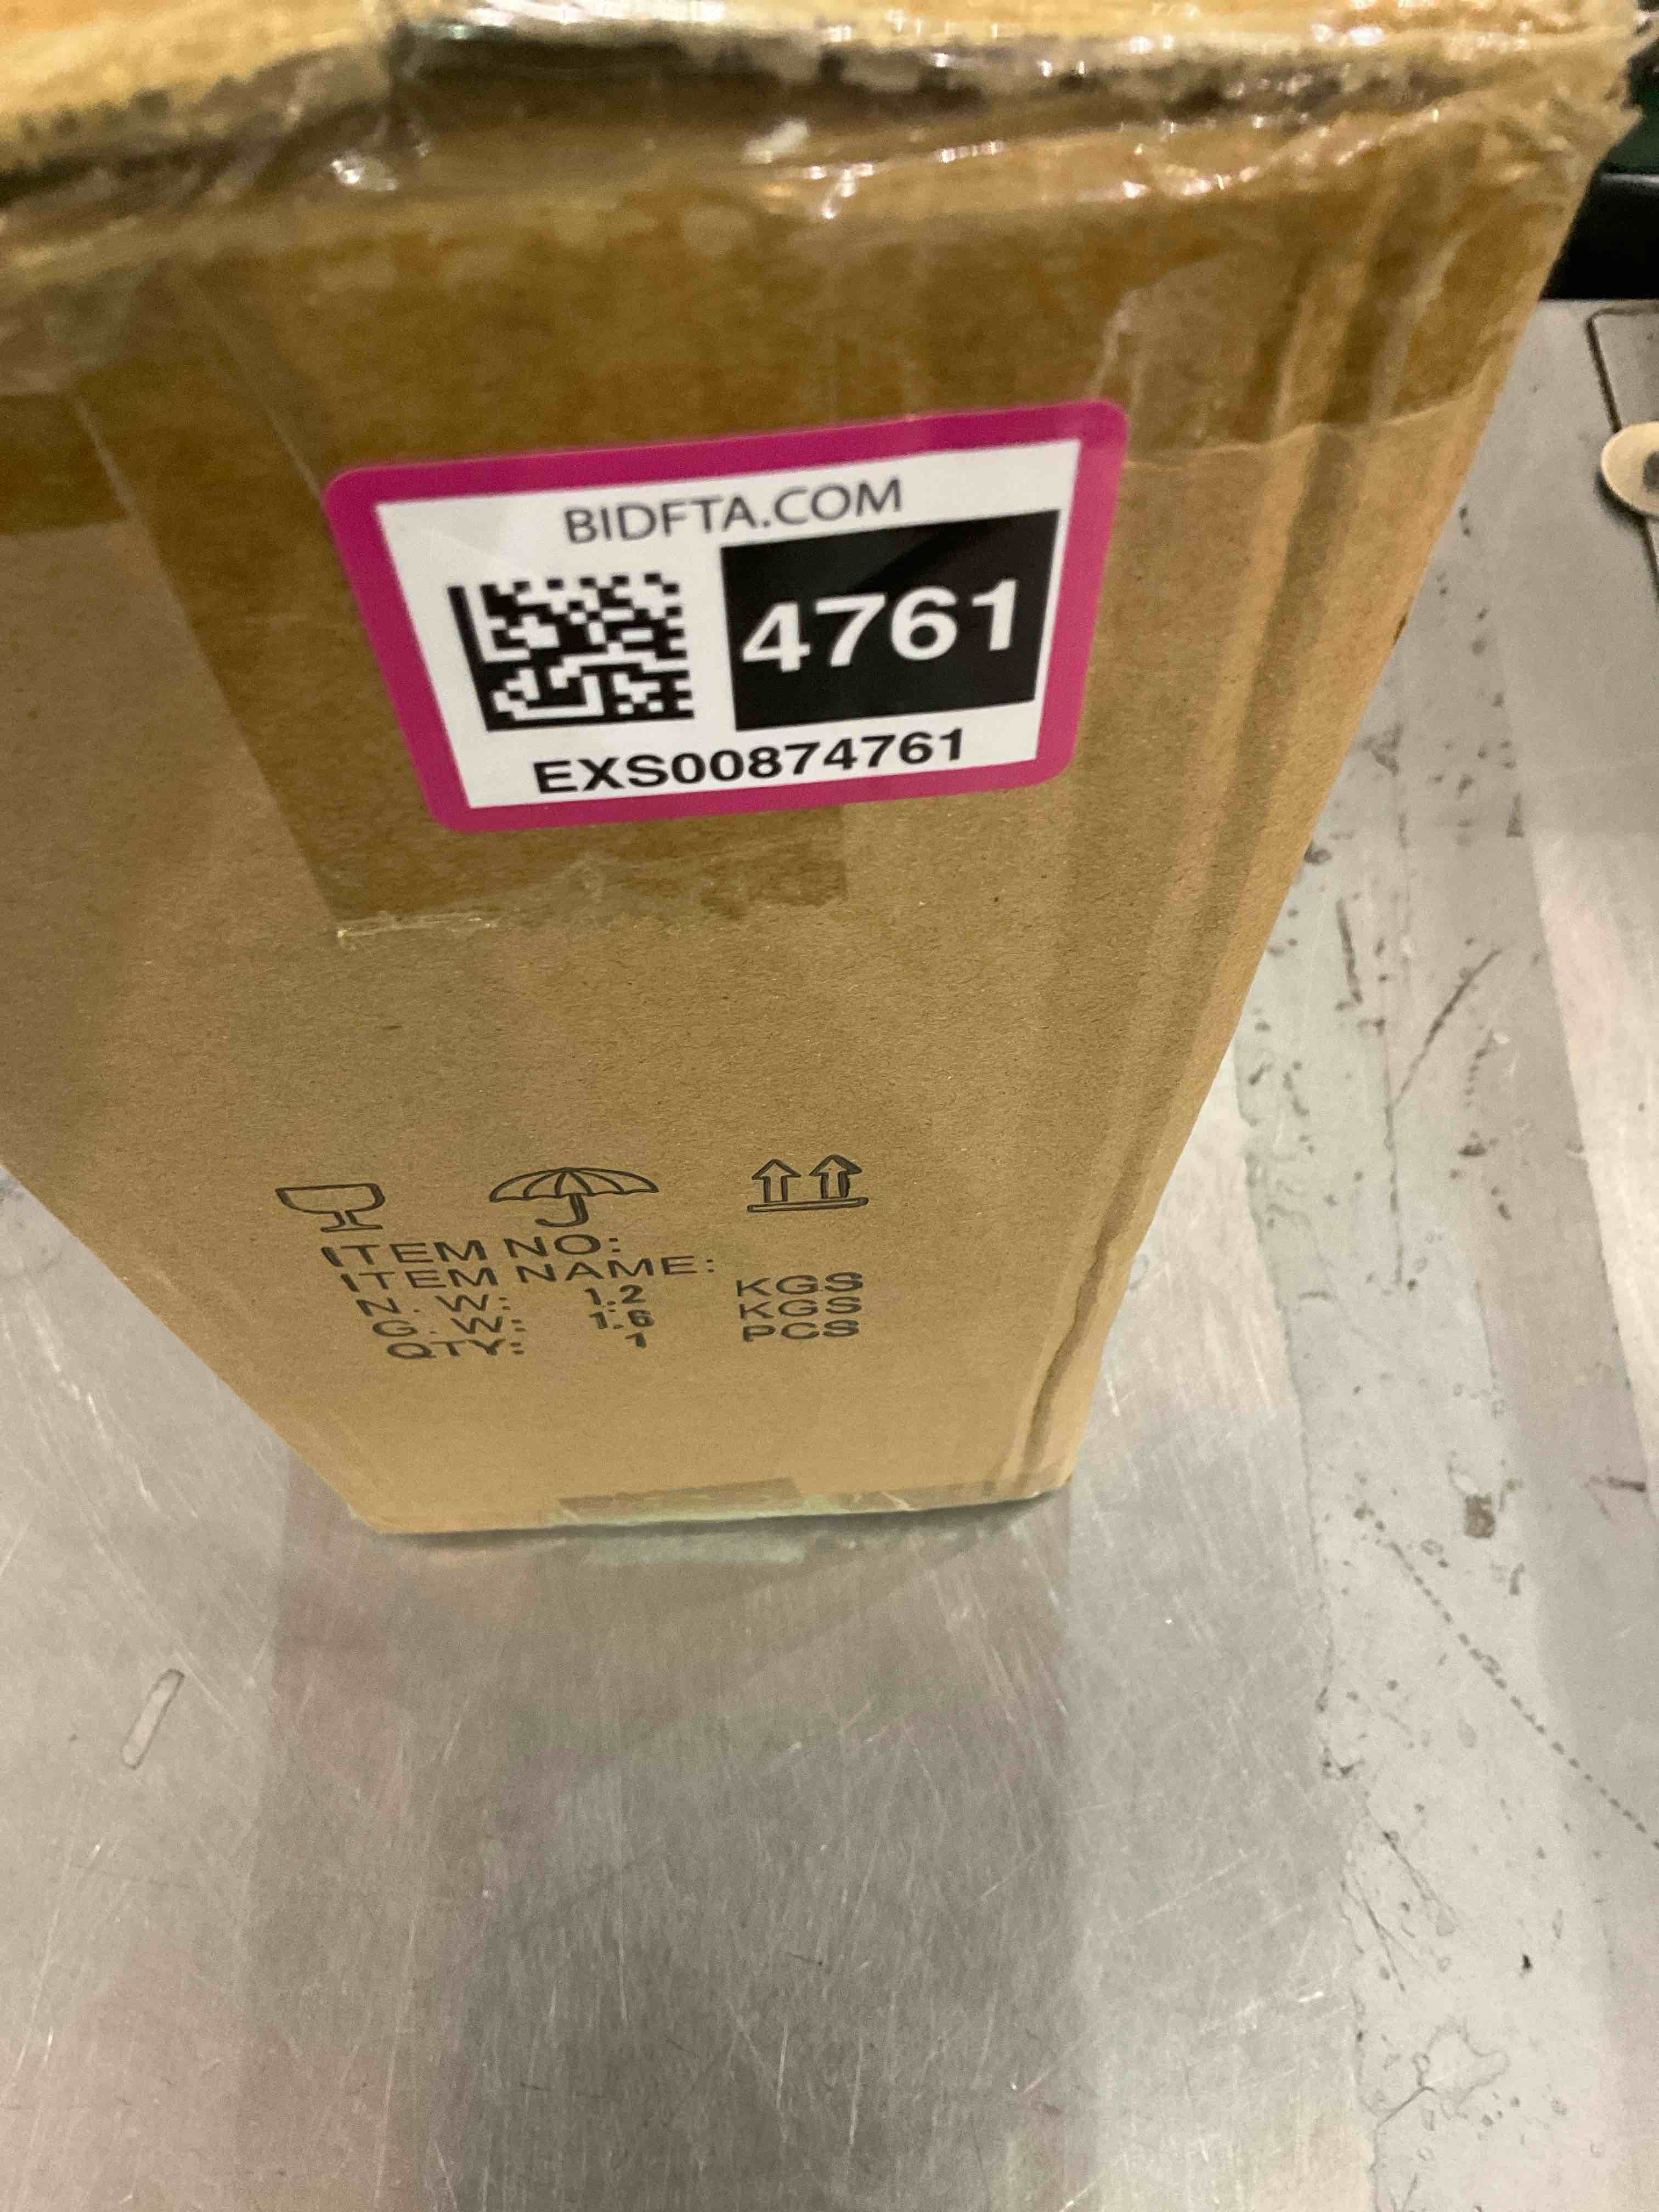 BIDFTA.COM
4761
EXS00874761
ITEM NO:
ITEM NAME:
N.W: 1.2 KGS
G.W: 1.6 KGS
QTY: 1 PCS